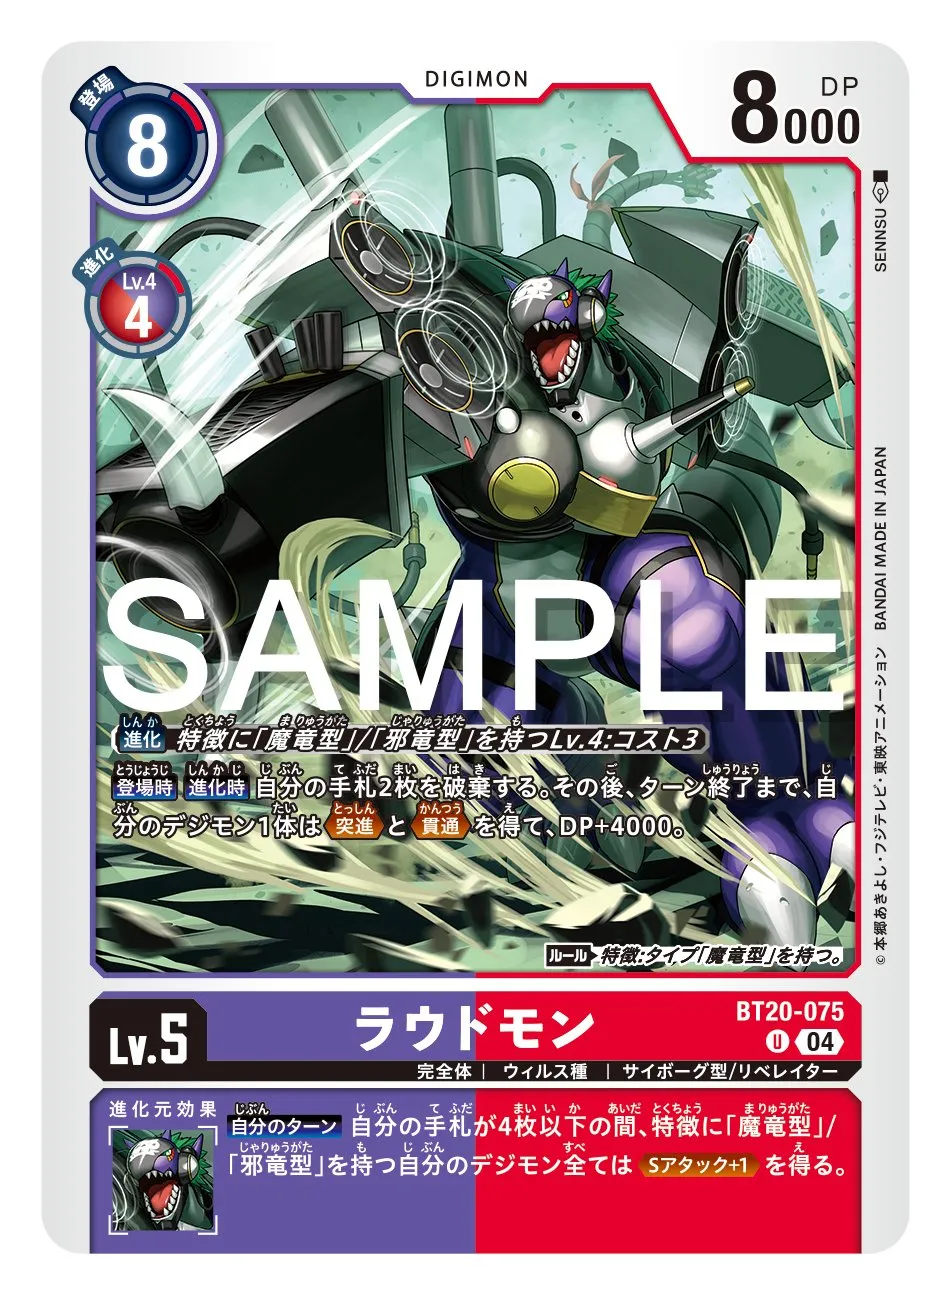 DIGIMON
登場
8
DP
8000
進化
Lv.4
4
SENNSU
BANDAI MADE IN JAPAN
©本郷あきよし・フジテレビ・東映アニメーション
SAMPLE
進化 特徴に「魔竜型」/「邪竜型」を持つLv.4:コスト3
登場時 進化時 自分の手札2枚を破棄する。その後、ターン終了まで、自
分のデジモン1体は 突進 と 貫通 を得て、DP+4000。
ルール 特徴:タイプ「魔竜型」を持つ。
Lv.5
ラウドモン
BT20-075
U 04
完全体 | ウィルス種 | サイボーグ型/リベレイター
進化元効果
自分のターン 自分の手札が4枚以下の間、特徴に「魔竜型」/
「邪竜型」を持つ自分のデジモン全ては Sアタック+1 を得る。